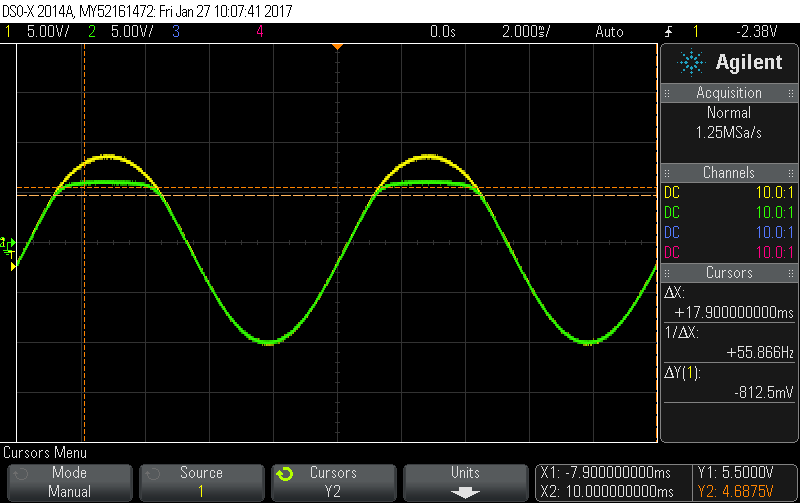 DSO-X 2014A, MY52161472: Fri Jan 27 10:07:41 2017
1 5.00V/ 2 5.00V/ 3 4 0.0s 2.000ms/ Auto 1 -2.38V
Agilent
Acquisition
Normal
1.25MSa/s
Channels
DC 10.0:1
DC 10.0:1
DC 10.0:1
DC 10.0:1
Cursors
ΔX:
+17.900000000ms
1/ΔX:
+55.866Hz
ΔY(1):
-812.5mV
Cursors Menu
Mode
Manual
Source
1
Cursors
Y2
Units
X1: -7.900000000ms
X2: 10.000000000ms
Y1: 5.5000V
Y2: 4.6875V